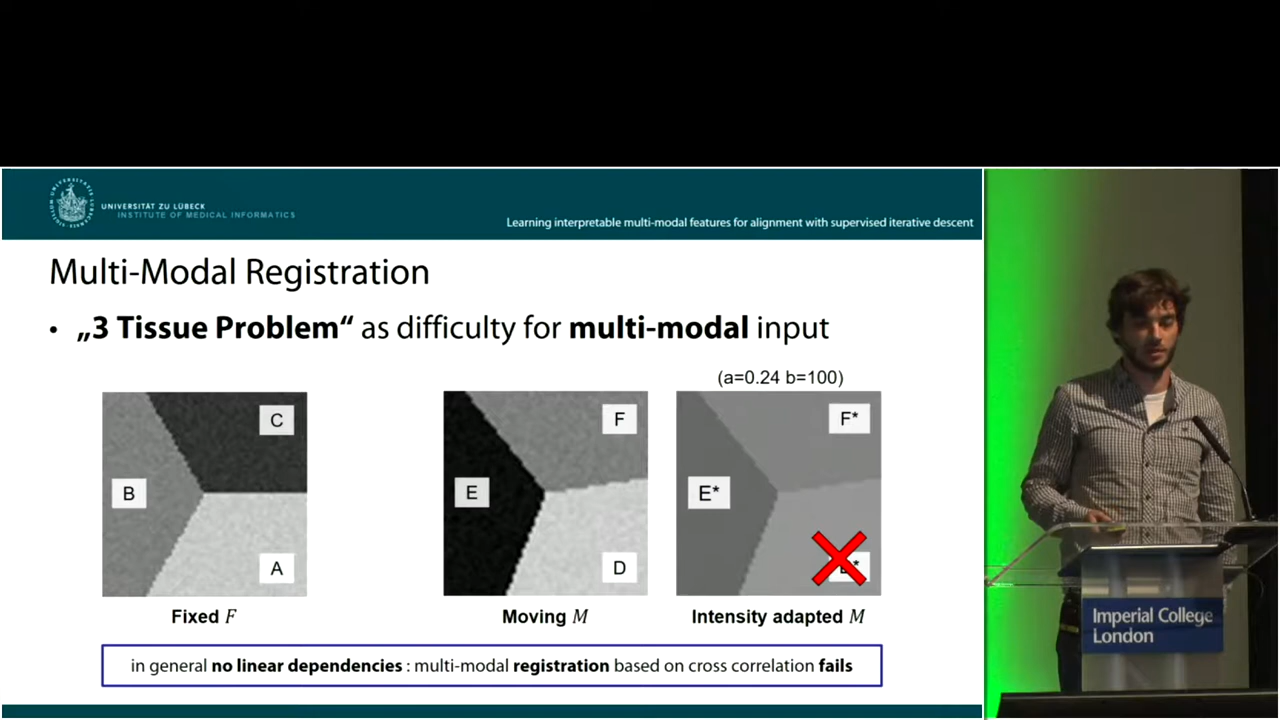 UNIVERSITÄT ZU LÜBECK
INSTITUTE OF MEDICAL INFORMATICS
Learning interpretable multi-modal features for alignment with supervised iterative descent
Multi-Modal Registration
• „3 Tissue Problem“ as difficulty for multi-modal input
(a=0.24 b=100)
C
F
F*
B
E
E*
A
D
Fixed F
Moving M
Intensity adapted M
in general no linear dependencies : multi-modal registration based on cross correlation fails
Imperial College
London